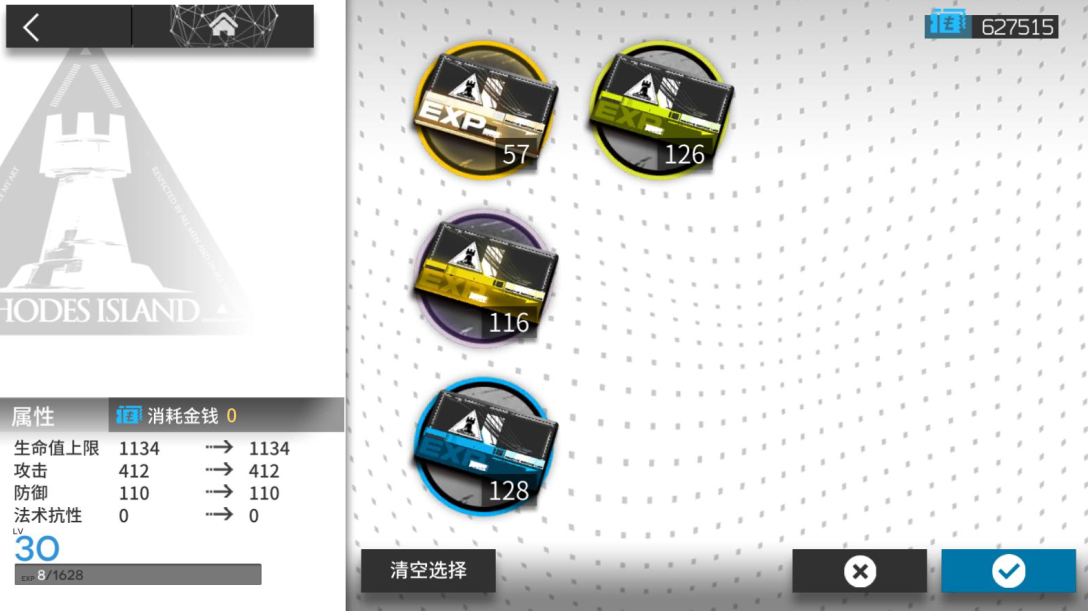 627515
EXP
57
EXP
126
EXP
116
EXP
128
HODES ISLAND
属性 消耗金钱 0
生命值上限 1134 1134
攻击 412 412
防御 110 110
法术抗性 0 0
LV
30
EXP 8/1628
清空选择